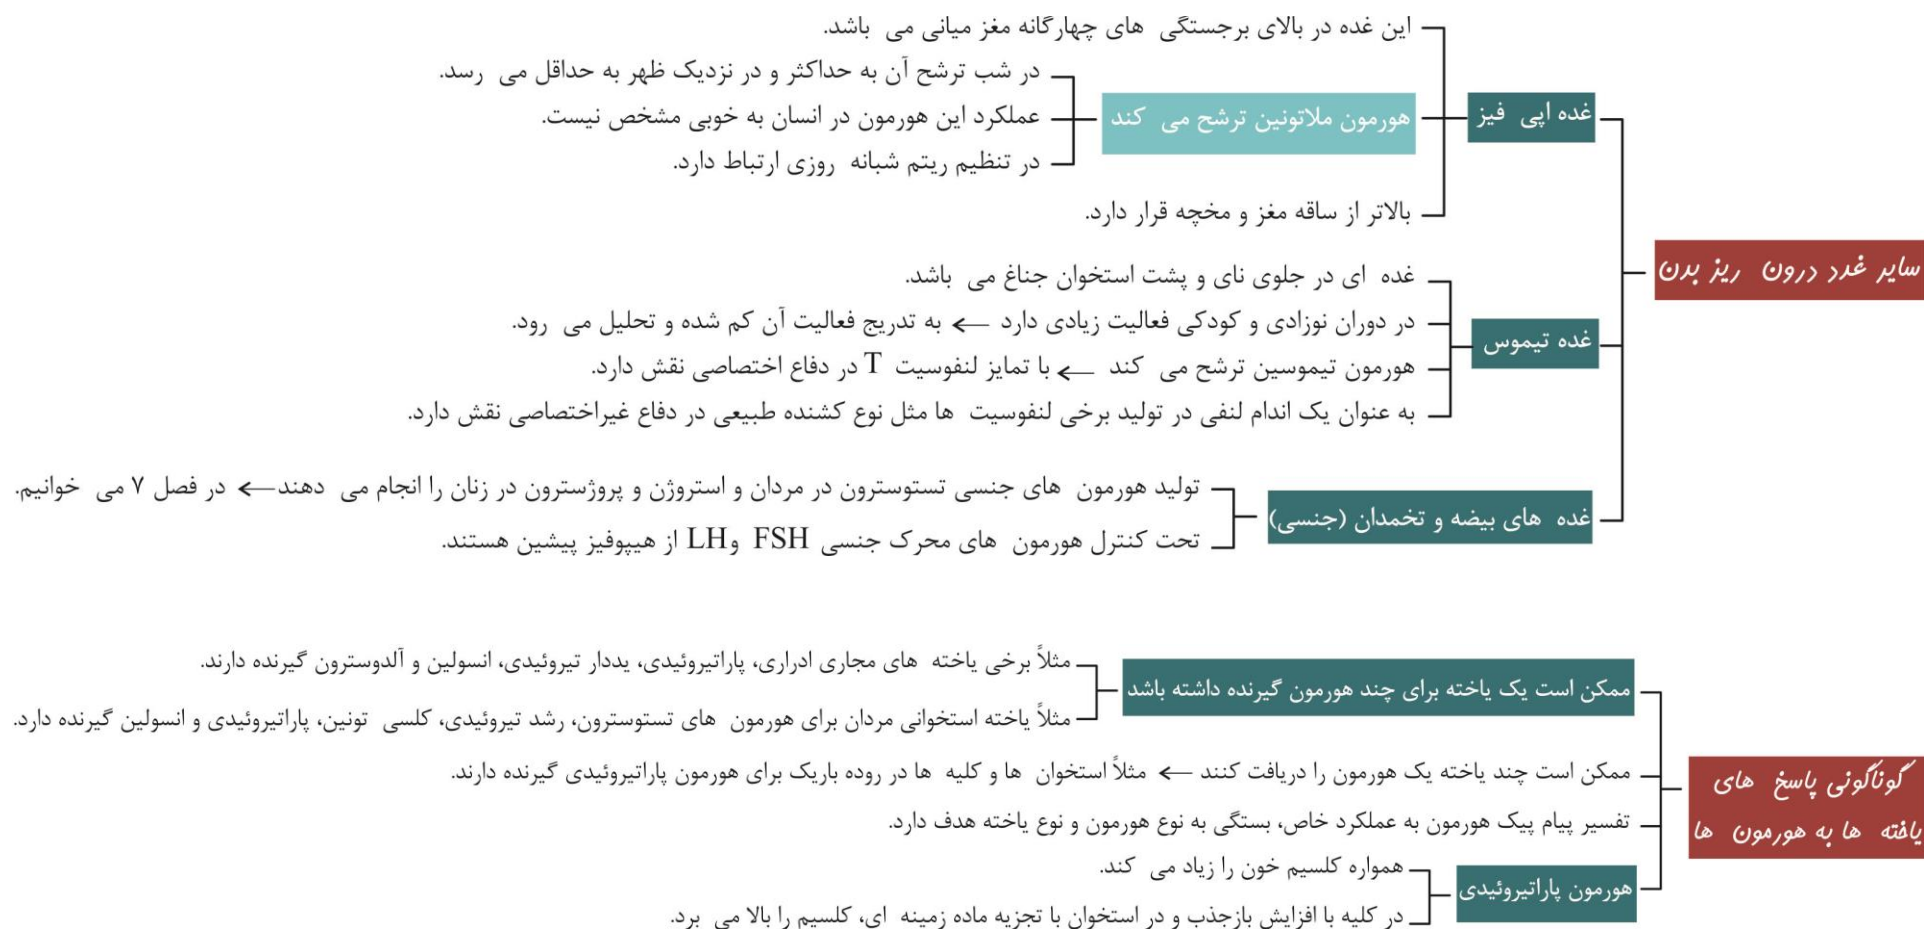 سایر غدد درون ریز بدن
غده اپی فیز
این غده در بالای برجستگی های چهارگانه مغز میانی می باشد.
هورمون ملاتونین ترشح می کند
در شب ترشح آن به حداکثر و در نزدیک ظهر به حداقل می رسد.
عملکرد این هورمون در انسان به خوبی مشخص نیست.
در تنظیم ریتم شبانه روزی ارتباط دارد.
بالاتر از ساقه مغز و مخچه قرار دارد.
غده تیموس
غده ای در جلوی نای و پشت استخوان جناغ می باشد.
در دوران نوزادی و کودکی فعالیت زیادی دارد ← به تدریج فعالیت آن کم شده و تحلیل می رود.
هورمون تیموسین ترشح می کند ← با تمایز لنفوسیت T در دفاع اختصاصی نقش دارد.
به عنوان یک اندام لنفی در تولید برخی لنفوسیت ها مثل نوع کشنده طبیعی در دفاع غیراختصاصی نقش دارد.
غده های بیضه و تخمدان (جنسی)
تولید هورمون های جنسی تستوسترون در مردان و استروژن و پروژسترون در زنان را انجام می دهند← در فصل ۷ می خوانیم.
تحت کنترل هورمون های محرک جنسی FSH وLH از هیپوفیز پیشین هستند.
گوناگونی پاسخ های
یاخته ها به هورمون ها
ممکن است یک یاخته برای چند هورمون گیرنده داشته باشد
مثلاً برخی یاخته های مجاری ادراری، پاراتیروئیدی، یددار تیروئیدی، انسولین و آلدوسترون گیرنده دارند.
مثلاً یاخته استخوانی مردان برای هورمون های تستوسترون، رشد تیروئیدی، کلسی تونین، پاراتیروئیدی و انسولین گیرنده دارد.
ممکن است چند یاخته یک هورمون را دریافت کنند ← مثلاً استخوان ها و کلیه ها در روده باریک برای هورمون پاراتیروئیدی گیرنده دارند.
تفسیر پیام پیک هورمون به عملکرد خاص، بستگی به نوع هورمون و نوع یاخته هدف دارد.
هورمون پاراتیروئیدی
همواره کلسیم خون را زیاد می کند.
در کلیه با افزایش بازجذب و در استخوان با تجزیه ماده زمینه ای، کلسیم را بالا می برد.